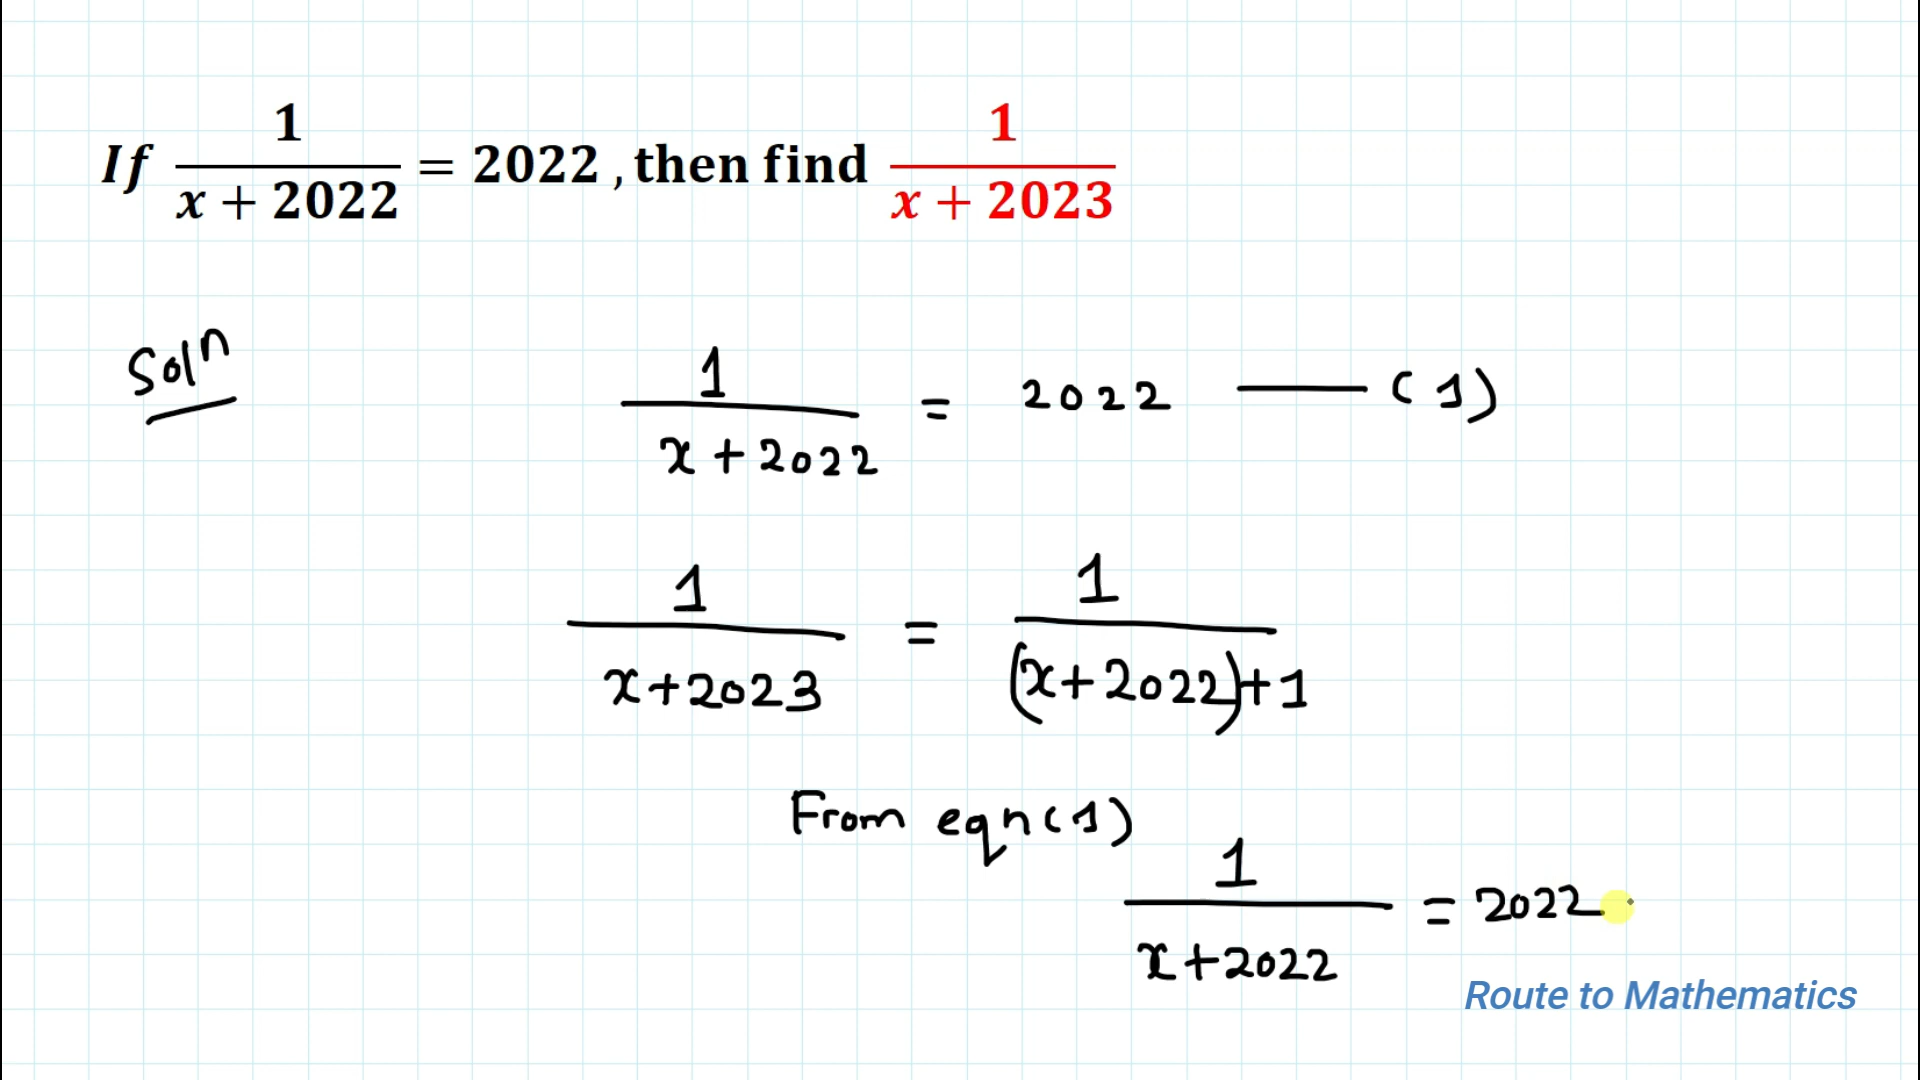 If 1/(x + 2022) = 2022 , then find 1/(x + 2023)
Soln
1/(x + 2022) = 2022 — (1)
1/(x+2023) = 1/((x+2022)+1)
From eqn (1)
1/(x+2022) = 2022
Route to Mathematics